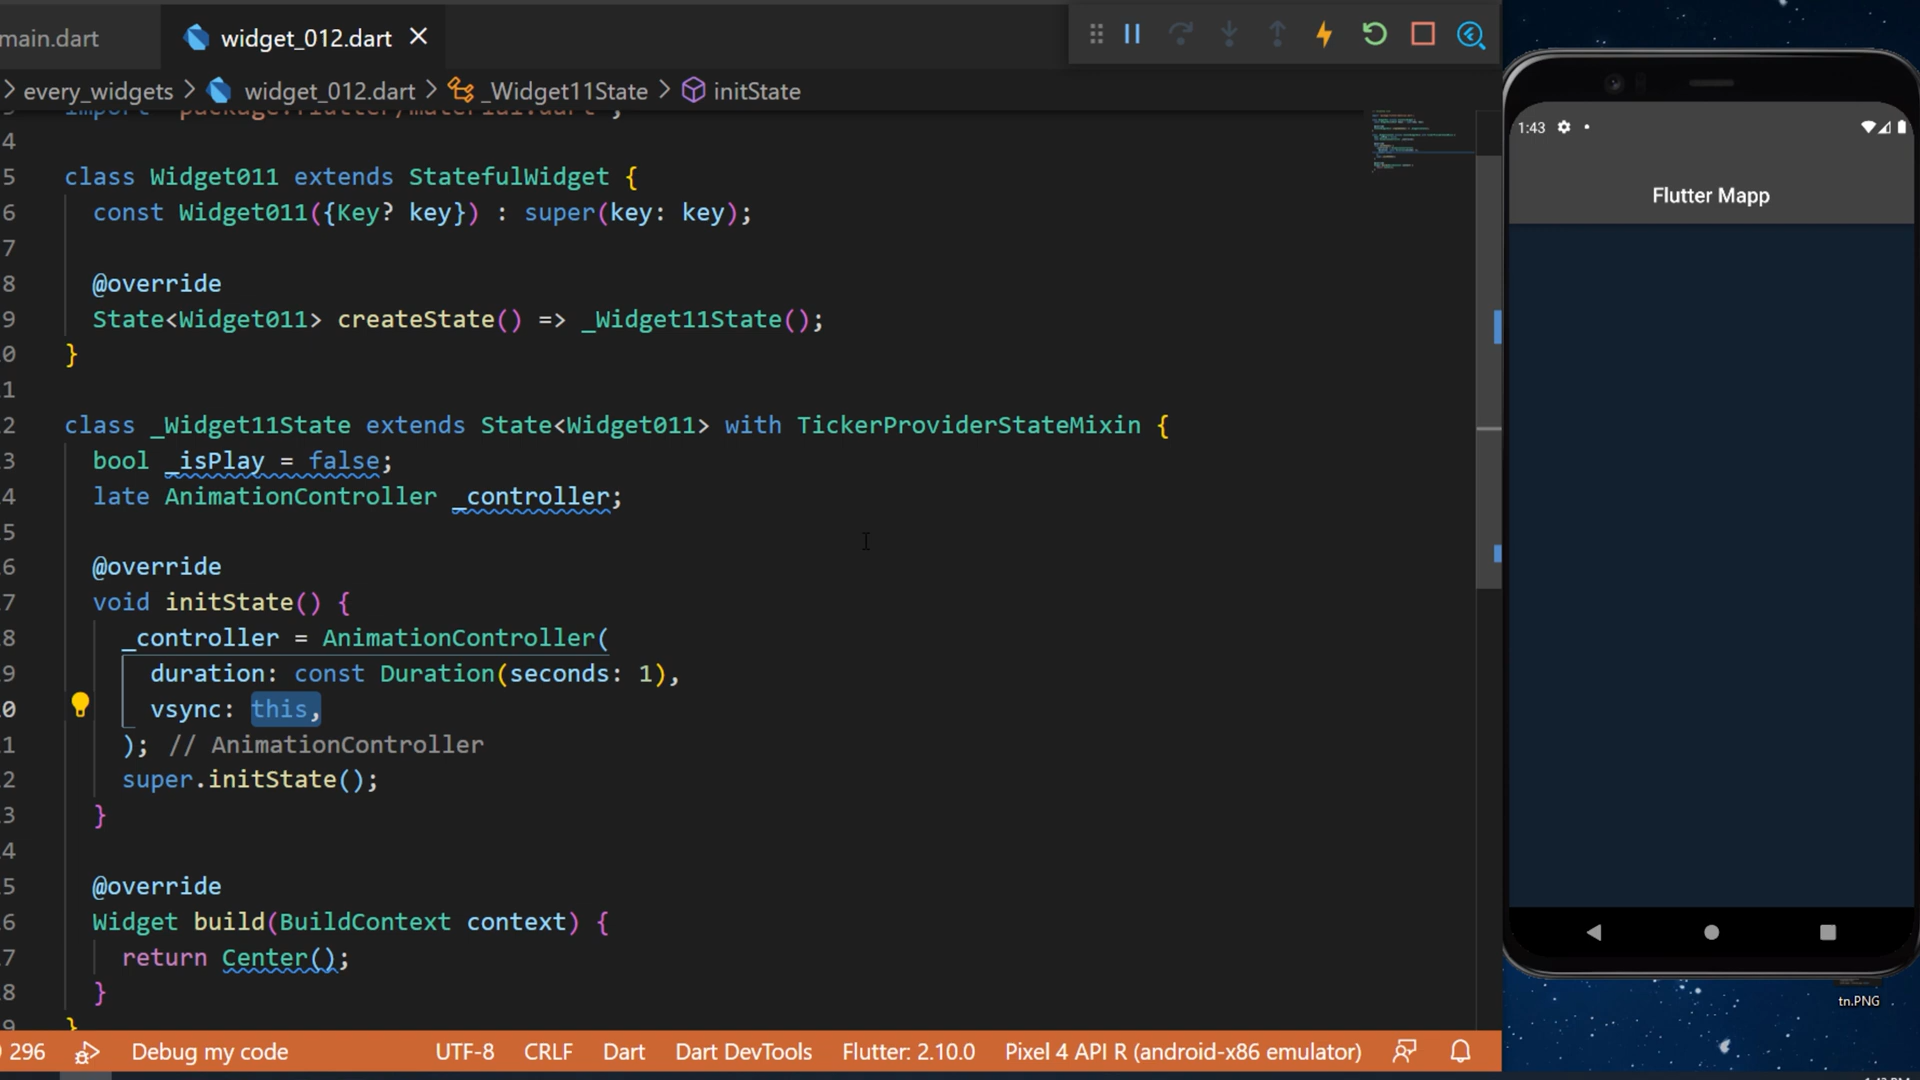 main.dart
widget_012.dart
every_widgets > widget_012.dart > _Widget11State > initState
4
5 class Widget011 extends StatefulWidget {
6 const Widget011({Key? key}) : super(key: key);
7
8 @override
9 State<Widget011> createState() => _Widget11State();
0 }
1
2 class _Widget11State extends State<Widget011> with TickerProviderStateMixin {
3 bool _isPlay = false;
4 late AnimationController _controller;
5
6 @override
7 void initState() {
8 _controller = AnimationController(
9 duration: const Duration(seconds: 1),
0 vsync: this,
1 ); // AnimationController
2 super.initState();
3 }
4
5 @override
6 Widget build(BuildContext context) {
7 return Center();
8 }
9 }
296 Debug my code UTF-8 CRLF Dart Dart DevTools Flutter: 2.10.0 Pixel 4 API R (android-x86 emulator)
1:43
Flutter Mapp
tn.PNG